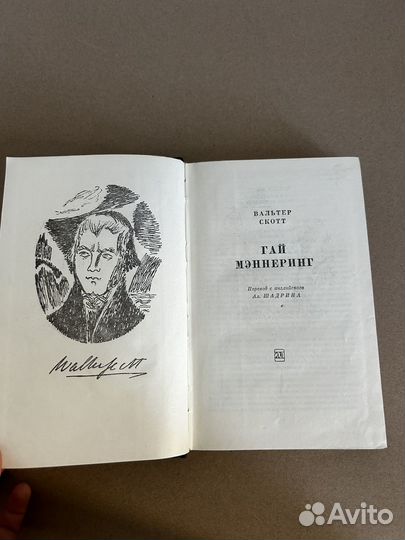 ВАЛЬТЕР
СКОТТ
ГАЙ
МЭННЕРИНГ
Перевод с английского
Ал. ШАДРИНА
Avito